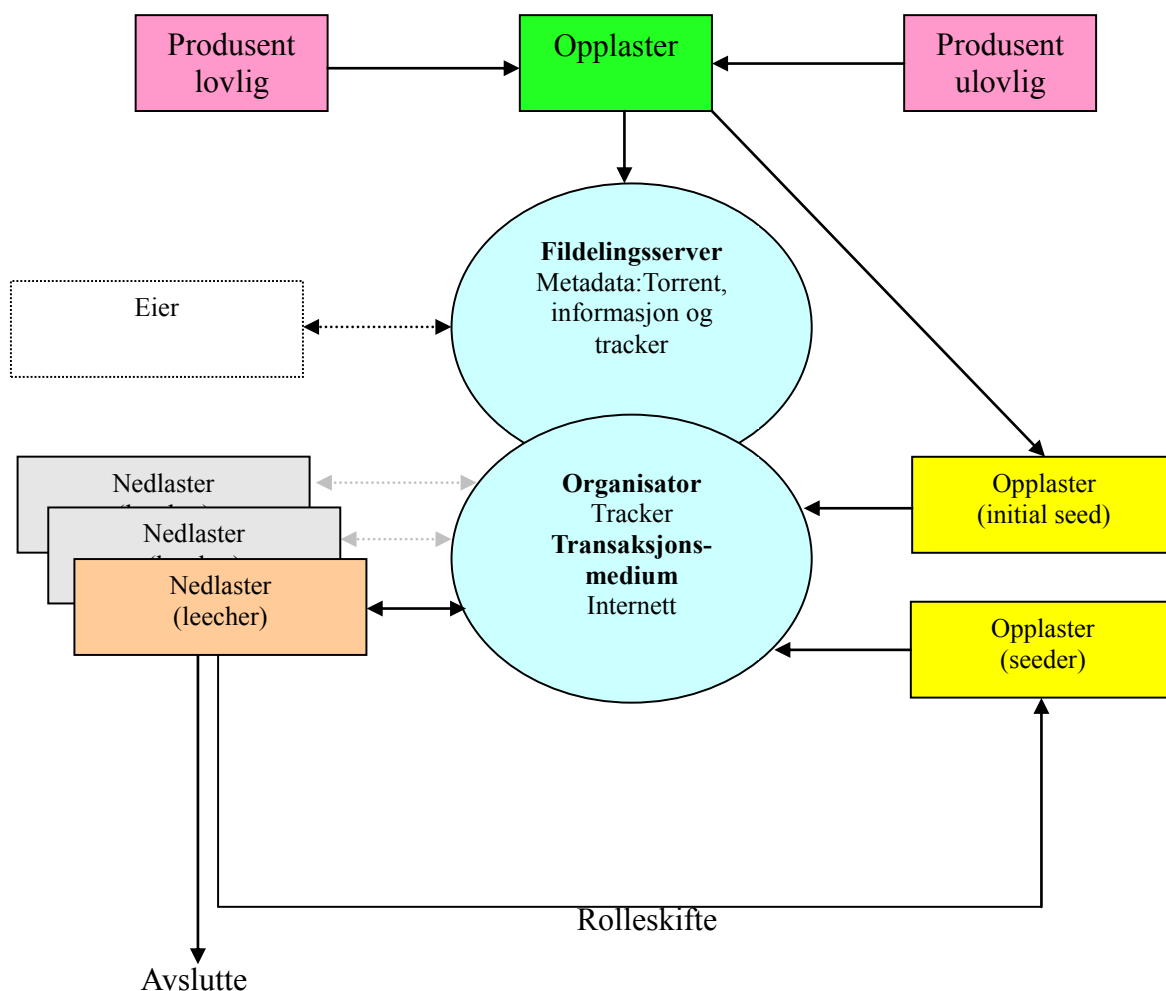 Produsent
lovlig
Opplaster
Produsent
ulovlig
Fildelingsserver
Metadata:Torrent,
informasjon og
tracker
Eier
Nedlaster
Nedlaster
Nedlaster
(leecher)
Organisator
Tracker
Transaksjons-
medium
Internett
Opplaster
(initial seed)
Opplaster
(seeder)
Rolleskifte
Avslutte